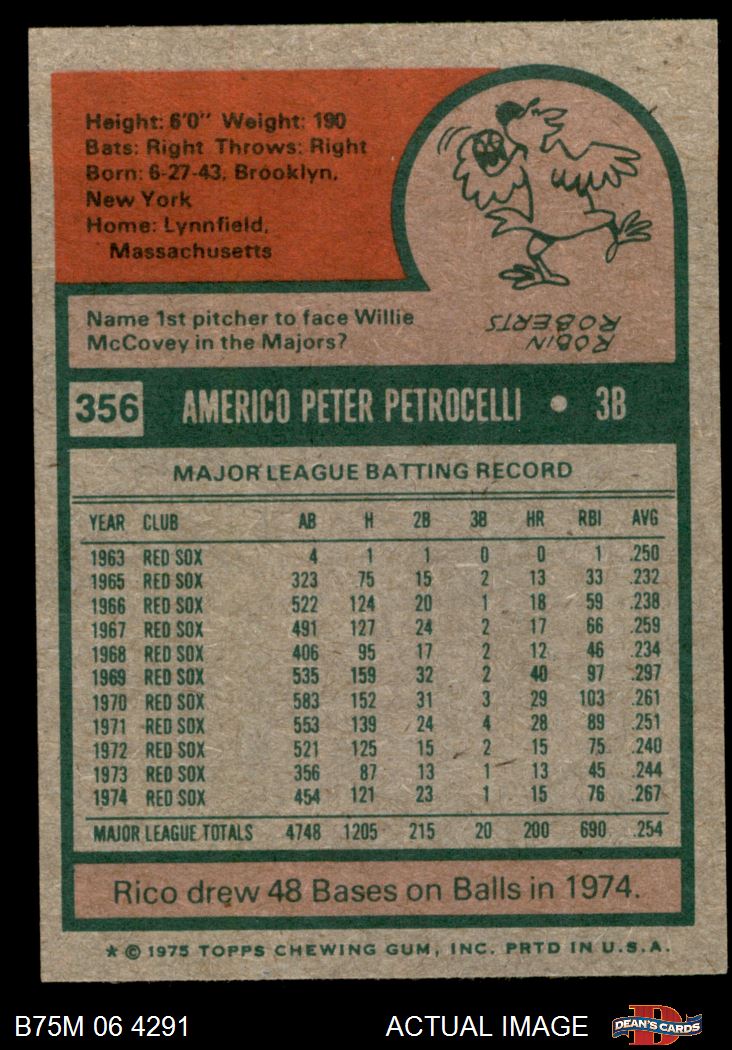 Height: 6'0" Weight: 190
Bats: Right Throws: Right
Born: 6-27-43, Brooklyn,
New York
Home: Lynnfield,
Massachusetts
Name 1st pitcher to face Willie
McCovey in the Majors?
ROBIN
ROBERTS
356 AMERICO PETER PETROCELLI • 3B
MAJOR LEAGUE BATTING RECORD
YEAR CLUB AB H 2B 3B HR RBI AVG
1963 RED SOX 4 1 1 0 0 1 .250
1965 RED SOX 323 75 15 2 13 33 .232
1966 RED SOX 522 124 20 1 18 59 .238
1967 RED SOX 491 127 24 2 17 66 .259
1968 RED SOX 406 95 17 2 12 46 .234
1969 RED SOX 535 159 32 2 40 97 .297
1970 RED SOX 583 152 31 3 29 103 .261
1971 RED SOX 553 139 24 4 28 89 .251
1972 RED SOX 521 125 15 2 15 75 .240
1973 RED SOX 356 87 13 1 13 45 .244
1974 RED SOX 454 121 23 1 15 76 .267
MAJOR LEAGUE TOTALS 4748 1205 215 20 200 690 .254
Rico drew 48 Bases on Balls in 1974.
* © 1975 TOPPS CHEWING GUM, INC. PRTD IN U.S.A.
B75M 06 4291 ACTUAL IMAGE DEAN'S CARDS